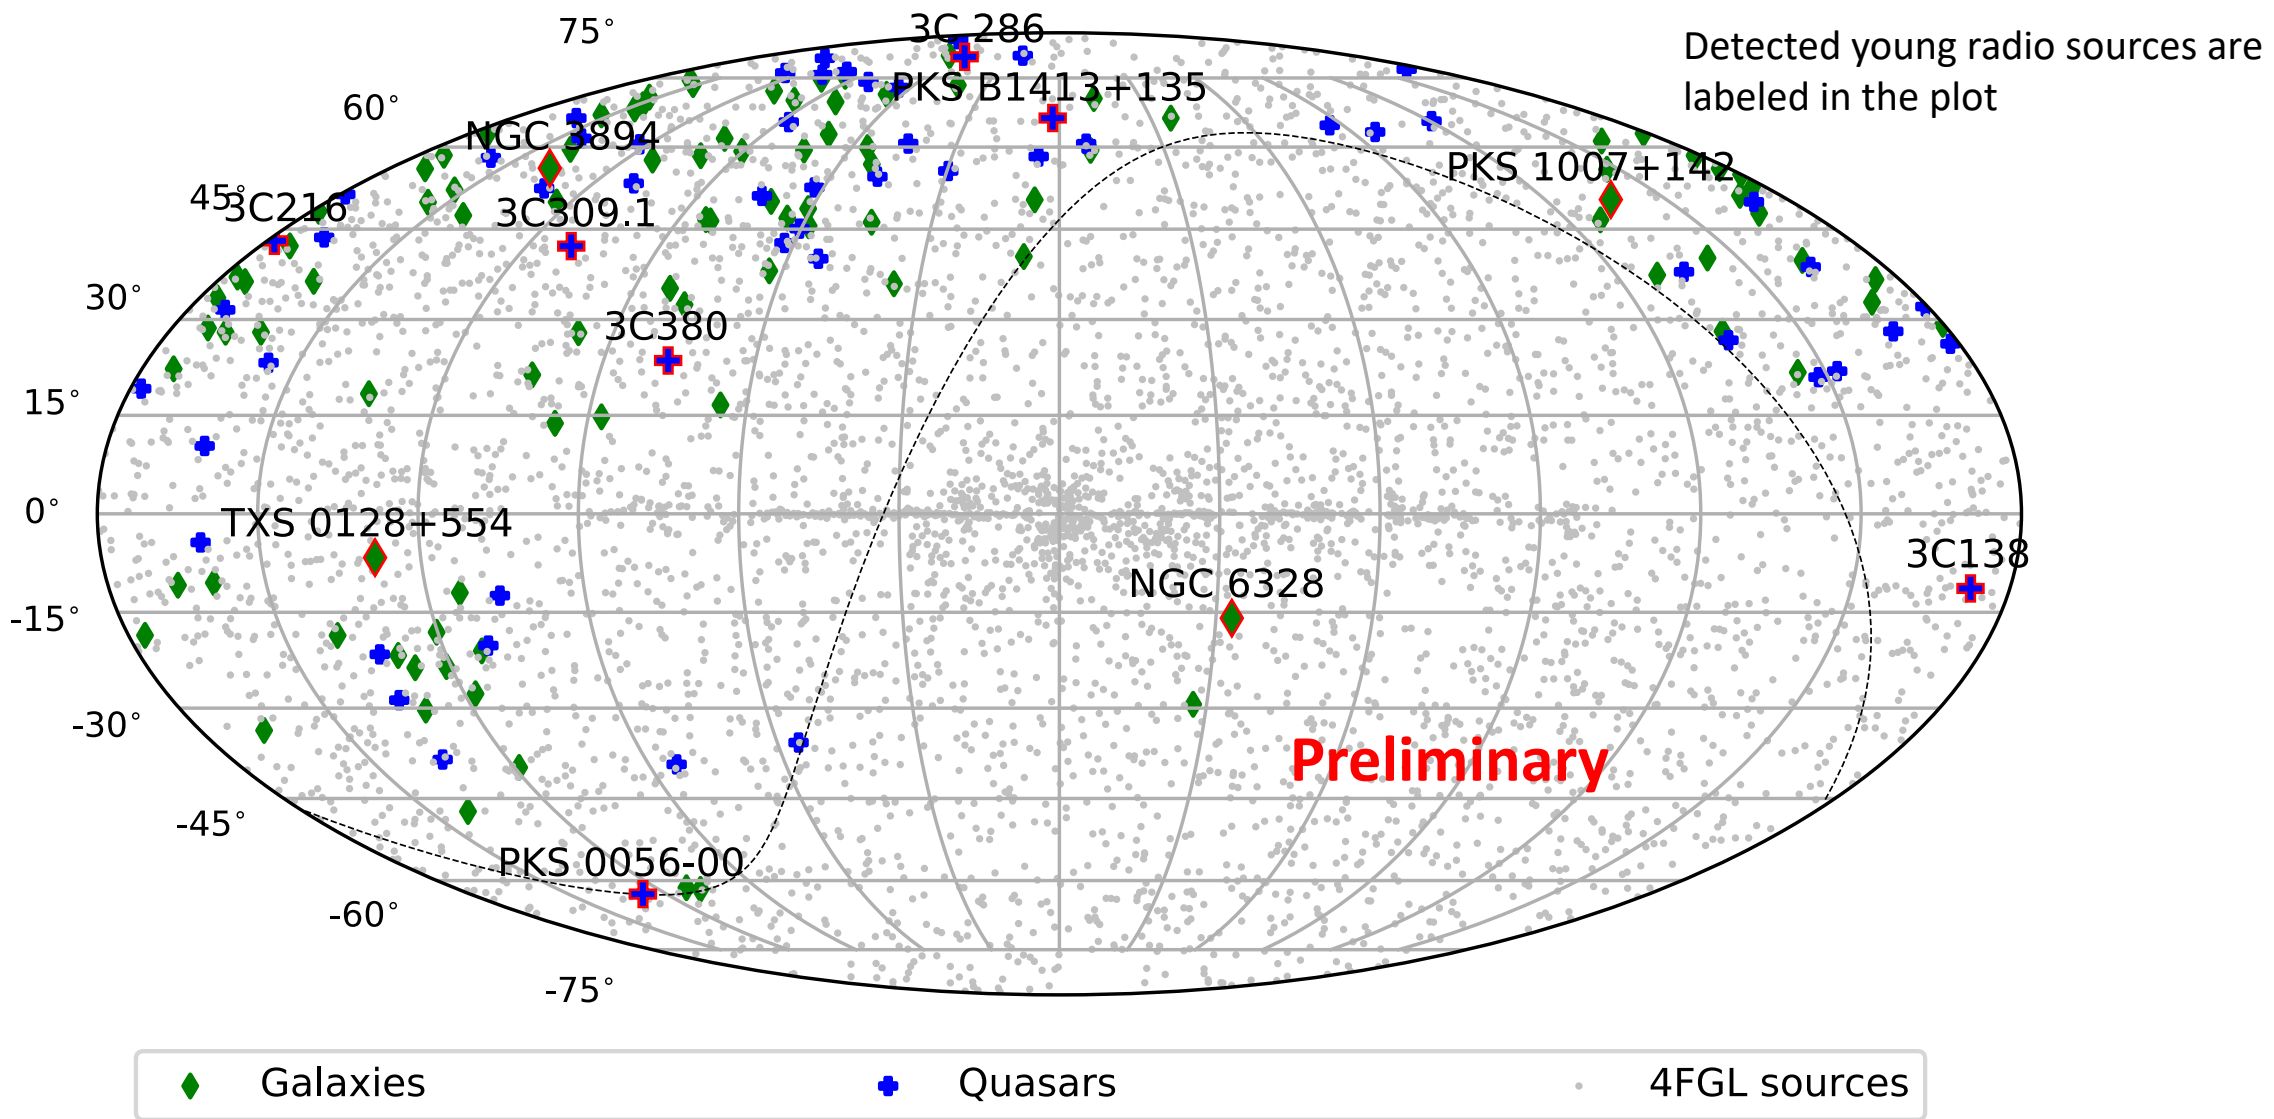 75°
3C 286
Detected young radio sources are
labeled in the plot
60°
PKS B1413+135
NGC 3894
PKS 1007+142
45°
3C216
3C309.1
30°
3C380
15°
0°
TXS 0128+554
3C138
NGC 6328
-15°
-30°
Preliminary
-45°
PKS 0056-00
-60°
-75°
Galaxies
Quasars
4FGL sources